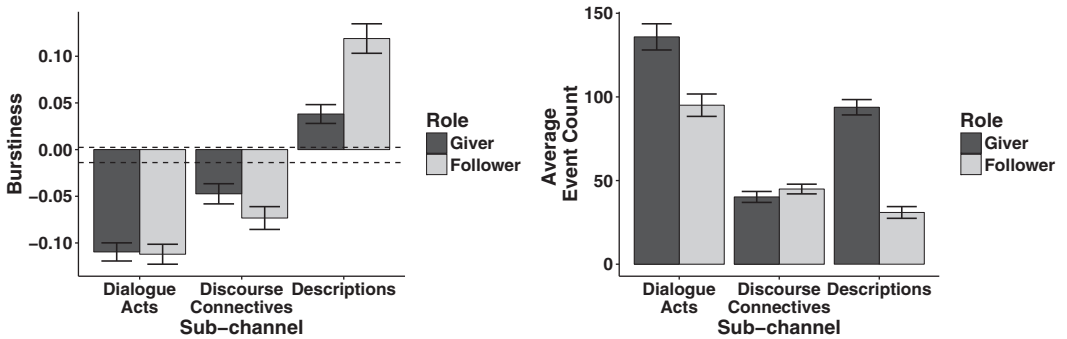 Burstiness
0.10
0.05
0.00
−0.05
−0.10
Dialogue
Acts
Discourse
Connectives
Descriptions
Sub−channel
Role
Giver
Follower
Average
Event Count
150
100
50
0
Dialogue
Acts
Discourse
Connectives
Descriptions
Sub−channel
Role
Giver
Follower